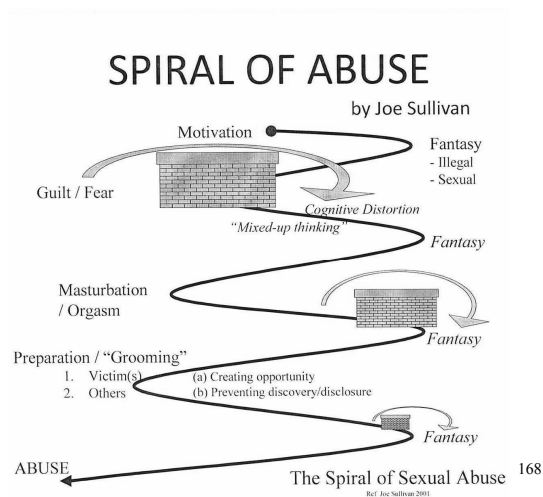 SPIRAL OF ABUSE
by Joe Sullivan
Motivation
Fantasy
- Illegal
- Sexual
Guilt / Fear
Cognitive Distortion
"Mixed-up thinking"
Fantasy
Masturbation
/ Orgasm
Fantasy
Preparation / "Grooming"
1. Victim(s) (a) Creating opportunity
2. Others (b) Preventing discovery/disclosure
Fantasy
ABUSE
The Spiral of Sexual Abuse
168
Ref. Joe Sullivan 2001